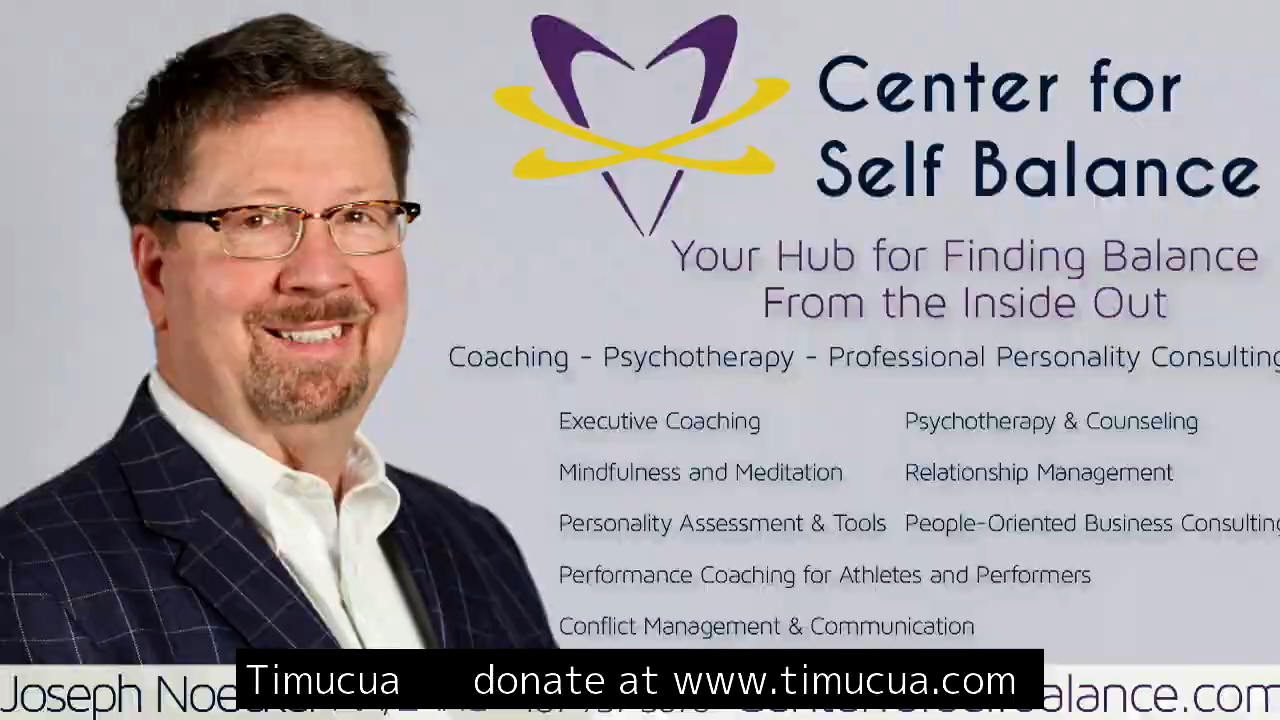 Center for
Self Balance
Your Hub for Finding Balance
From the Inside Out
Coaching - Psychotherapy - Professional Personality Consulting
Executive Coaching
Psychotherapy & Counseling
Mindfulness and Meditation
Relationship Management
Personality Assessment & Tools
People-Oriented Business Consulting
Performance Coaching for Athletes and Performers
Conflict Management & Communication
Joseph
Timucua donate at www.timucua.com